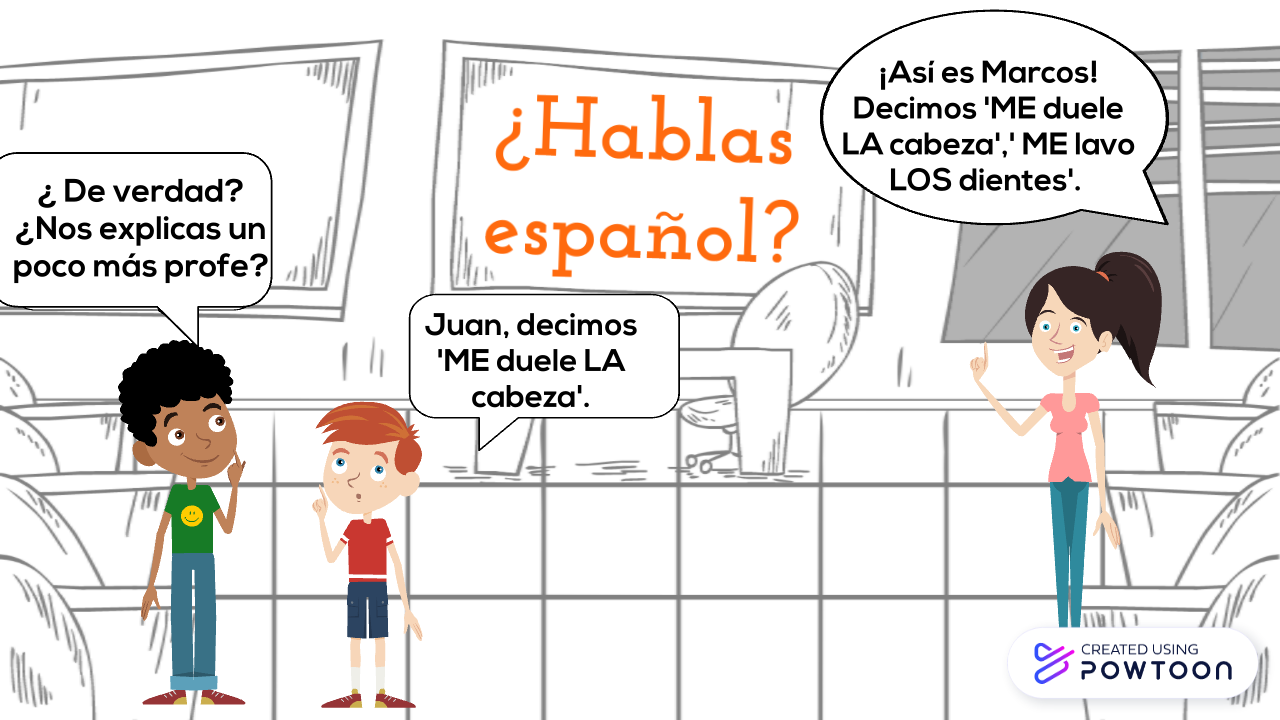 ¿Hablas
español?
¿ De verdad?
¿Nos explicas un
poco más profe?
Juan, decimos
'ME duele LA
cabeza'.
¡Así es Marcos!
Decimos 'ME duele
LA cabeza',' ME lavo
LOS dientes'.
CREATED USING
POWTOON